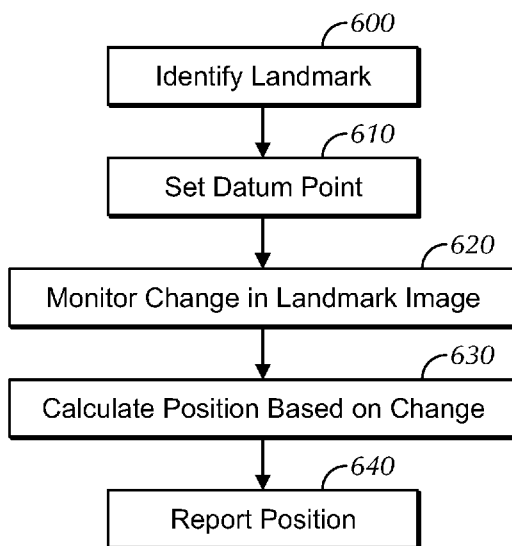 600
Identify Landmark
610
Set Datum Point
620
Monitor Change in Landmark Image
630
Calculate Position Based on Change
640
Report Position